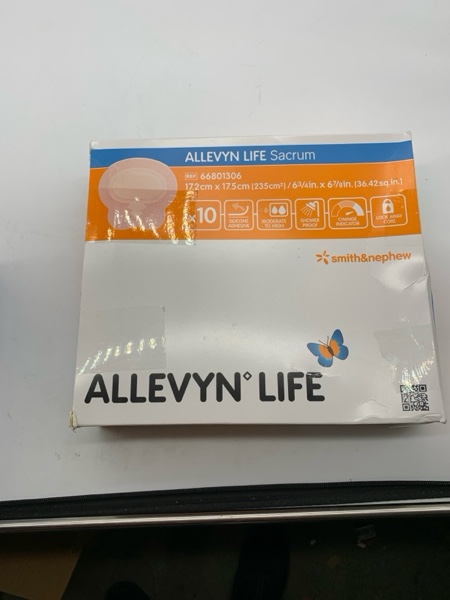 ALLEVYN LIFE Sacrum
REF 66801306
17.2cm x 17.5cm (235cm²) / 6¾in. x 6⅞in. (36.42sq.in.)
x10
SILICONE ADHESIVE
MODERATE TO HIGH
SHOWER PROOF
CHANGE INDICATOR
LOCK AWAY CORE
smith&nephew
ALLEVYN◊ LIFE